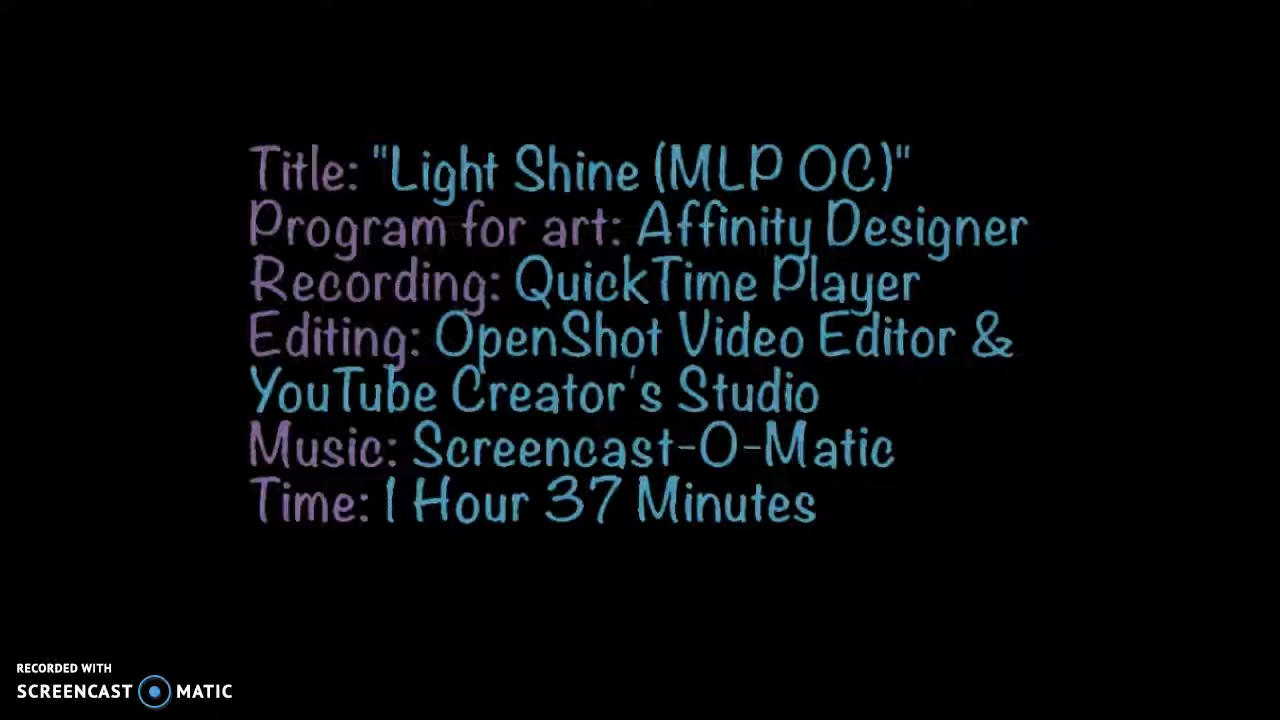 Title: "Light Shine (MLP OC)"
Program for art: Affinity Designer
Recording: QuickTime Player
Editing: OpenShot Video Editor &
YouTube Creator's Studio
Music: Screencast-O-Matic
Time: 1 Hour 37 Minutes
RECORDED WITH
SCREENCAST MATIC